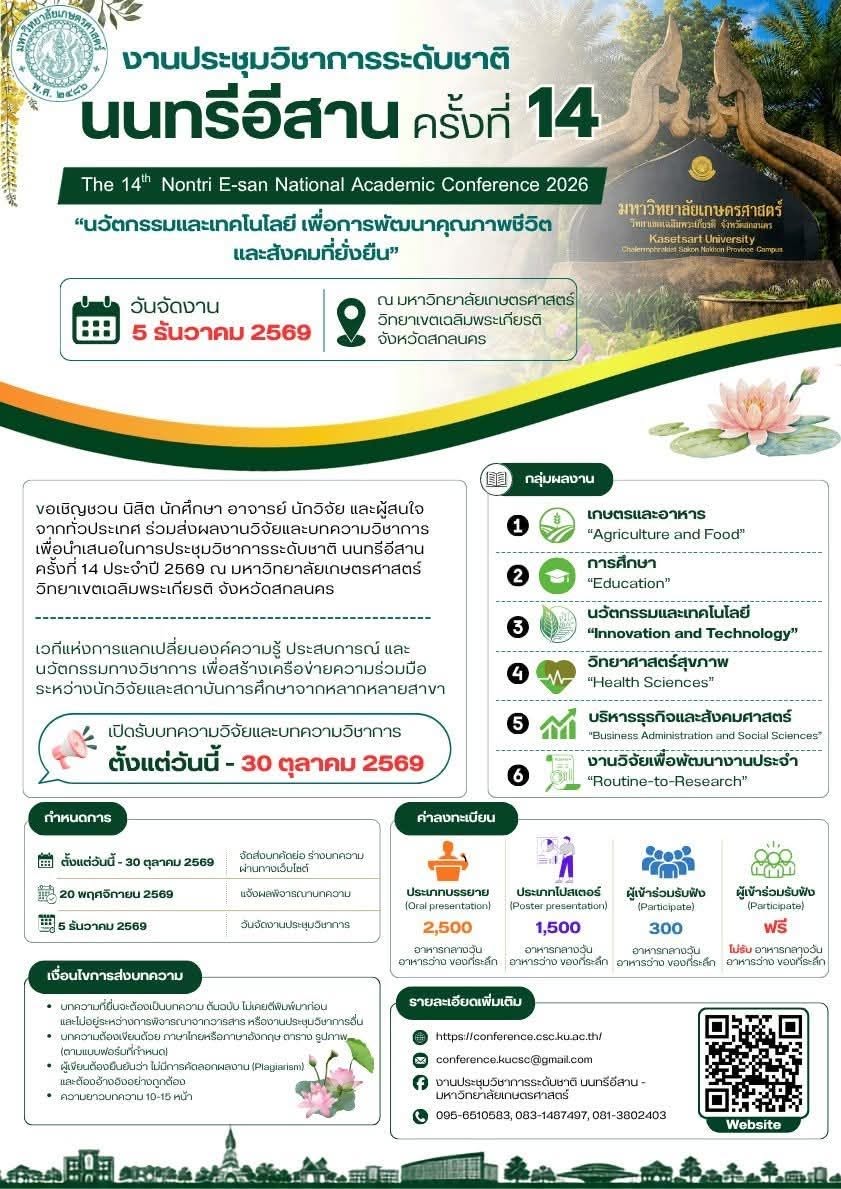 มหาวิทยาลัยเกษตรศาสตร์
พ.ศ. ๒๔๘๖
งานประชุมวิชาการระดับชาติ
นนทรีอีสาน ครั้งที่ 14
The 14th Nontri E-san National Academic Conference 2026
“นวัตกรรมและเทคโนโลยี เพื่อการพัฒนาคุณภาพชีวิต
และสังคมที่ยั่งยืน”
มหาวิทยาลัยเกษตรศาสตร์
วิทยาเขตเฉลิมพระเกียรติ จังหวัดสกลนคร
Kasetsart University
Chalermphrakiat Sakon Nakhon Province Campus
วันจัดงาน
5 ธันวาคม 2569
ณ มหาวิทยาลัยเกษตรศาสตร์
วิทยาเขตเฉลิมพระเกียรติ
จังหวัดสกลนคร
ขอเชิญชวน นิสิต นักศึกษา อาจารย์ นักวิจัย และผู้สนใจ
จากทั่วประเทศ ร่วมส่งผลงานวิจัยและบทความวิชาการ
เพื่อนำเสนอในการประชุมวิชาการระดับชาติ นนทรีอีสาน
ครั้งที่ 14 ประจำปี 2569 ณ มหาวิทยาลัยเกษตรศาสตร์
วิทยาเขตเฉลิมพระเกียรติ จังหวัดสกลนคร
เวทีแห่งการแลกเปลี่ยนองค์ความรู้ ประสบการณ์ และ
นวัตกรรมทางวิชาการ เพื่อสร้างเครือข่ายความร่วมมือ
ระหว่างนักวิจัยและสถาบันการศึกษาจากหลากหลายสาขา
เปิดรับบทความวิจัยและบทความวิชาการ
ตั้งแต่วันนี้ - 30 ตุลาคม 2569
กลุ่มผลงาน
1 เกษตรและอาหาร
“Agriculture and Food”
2 การศึกษา
“Education”
3 นวัตกรรมและเทคโนโลยี
“Innovation and Technology”
4 วิทยาศาสตร์สุขภาพ
“Health Sciences”
5 บริหารธุรกิจและสังคมศาสตร์
“Business Administration and Social Sciences”
6 งานวิจัยเพื่อพัฒนางานประจำ
“Routine-to-Research”
กำหนดการ
ตั้งแต่วันนี้ - 30 ตุลาคม 2569
จัดส่งบทคัดย่อ ร่างบทความ
ผ่านทางเว็บไซต์
20 พฤศจิกายน 2569
แจ้งผลพิจารณาบทความ
5 ธันวาคม 2569
วันจัดงานประชุมวิชาการ
ค่าลงทะเบียน
ประเภทบรรยาย
(Oral presentation)
2,500
อาหารกลางวัน
อาหารว่าง ของที่ระลึก
ประเภทโปสเตอร์
(Poster presentation)
1,500
อาหารกลางวัน
อาหารว่าง ของที่ระลึก
ผู้เข้าร่วมรับฟัง
(Participate)
300
อาหารกลางวัน
อาหารว่าง ของที่ระลึก
ผู้เข้าร่วมรับฟัง
(Participate)
ฟรี
ไม่รับ อาหารกลางวัน
อาหารว่าง ของที่ระลึก
เงื่อนไขการส่งบทความ
• บทความที่ยื่นจะต้องเป็นบทความ ต้นฉบับ ไม่เคยตีพิมพ์มาก่อน
และไม่อยู่ระหว่างการพิจารณาจากวารสาร หรืองานประชุมวิชาการอื่น
• บทความต้องเขียนด้วย ภาษาไทยหรือภาษาอังกฤษ ตาราง รูปภาพ
(ตามแบบฟอร์มที่กำหนด)
• ผู้เขียนต้องยืนยันว่า ไม่มีการคัดลอกผลงาน (Plagiarism)
และต้องอ้างอิงอย่างถูกต้อง
• ความยาวบทความ 10-15 หน้า
รายละเอียดเพิ่มเติม
https://conference.csc.ku.ac.th/
conference.kucsc@gmail.com
งานประชุมวิชาการระดับชาติ นนทรีอีสาน -
มหาวิทยาลัยเกษตรศาสตร์
095-6510583, 083-1487497, 081-3802403
Website